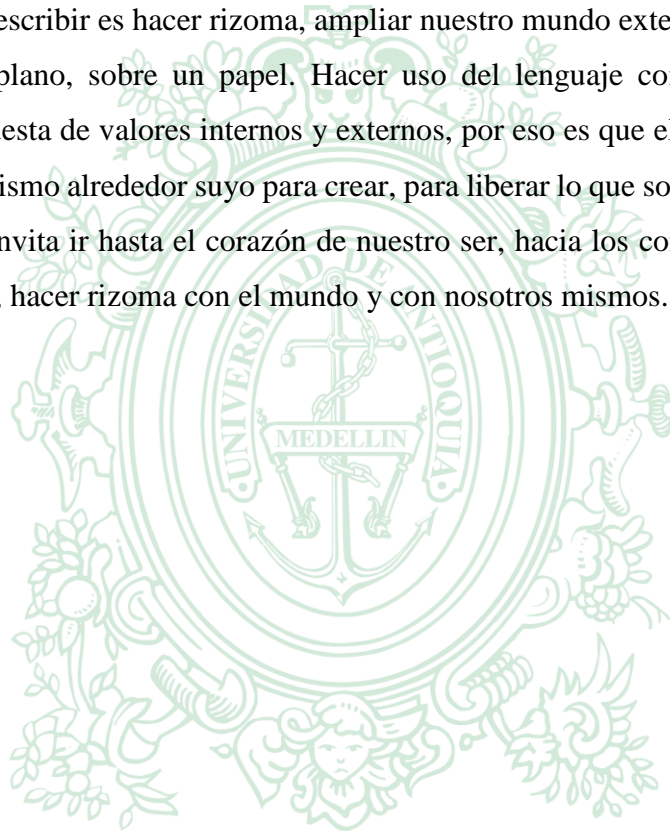 escribir es hacer rizoma, ampliar nuestro mundo exte
plano, sobre un papel. Hacer uso del lenguaje co
uesta de valores internos y externos, por eso es que e
ismo alrededor suyo para crear, para liberar lo que so
nvita ir hasta el corazón de nuestro ser, hacia los co
, hacer rizoma con el mundo y con nosotros mismos.
UNIVERSIDAD DE ANTIOQUIA
MEDELLIN